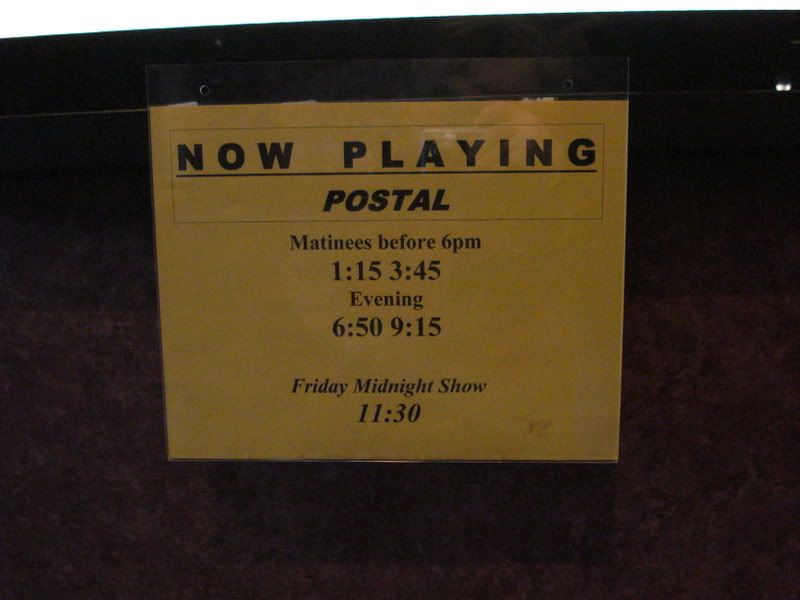 NOW PLAYING
POSTAL
Matinees before 6pm
1:15 3:45
Evening
6:50 9:15
Friday Midnight Show
11:30